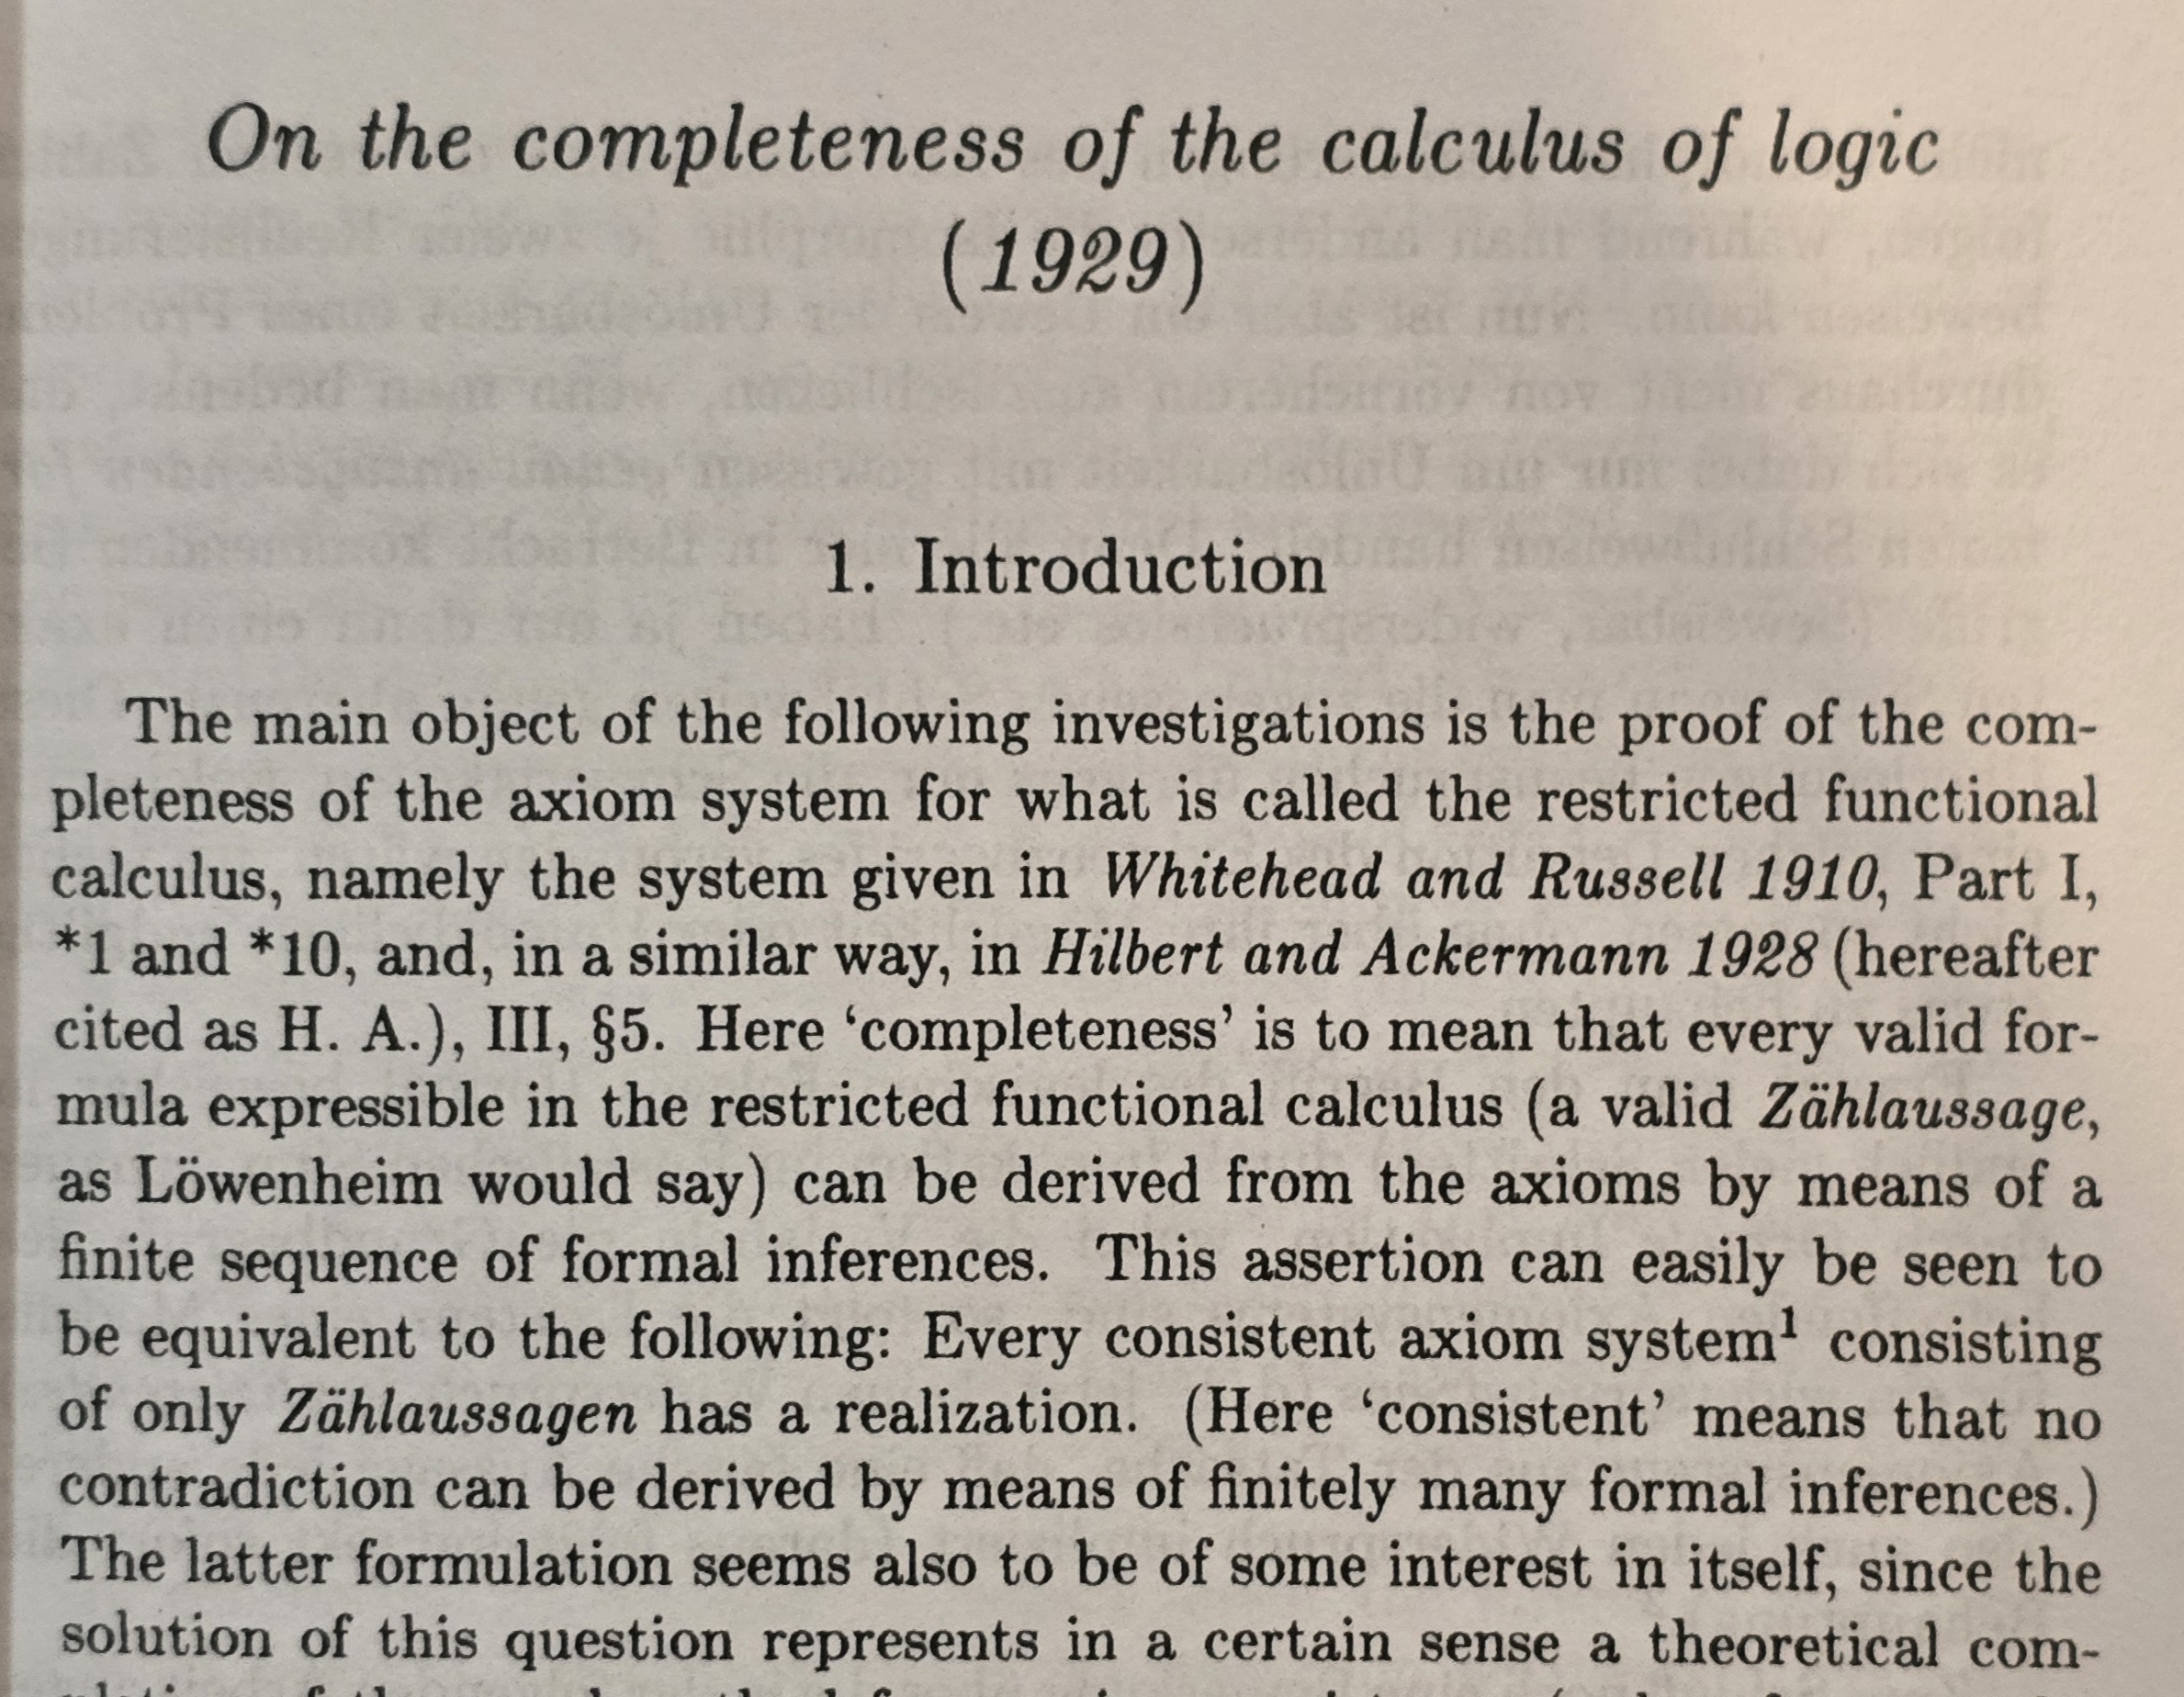 On the completeness of the calculus of logic
(1929)
1. Introduction
The main object of the following investigations is the proof of the com-
pleteness of the axiom system for what is called the restricted functional
calculus, namely the system given in Whitehead and Russell 1910, Part I,
*1 and *10, and, in a similar way, in Hilbert and Ackermann 1928 (hereafter
cited as H. A.), III, §5. Here ‘completeness’ is to mean that every valid for-
mula expressible in the restricted functional calculus (a valid Zählaussage,
as Löwenheim would say) can be derived from the axioms by means of a
finite sequence of formal inferences. This assertion can easily be seen to
be equivalent to the following: Every consistent axiom system¹ consisting
of only Zählaussagen has a realization. (Here ‘consistent’ means that no
contradiction can be derived by means of finitely many formal inferences.)
The latter formulation seems also to be of some interest in itself, since the
solution of this question represents in a certain sense a theoretical com-